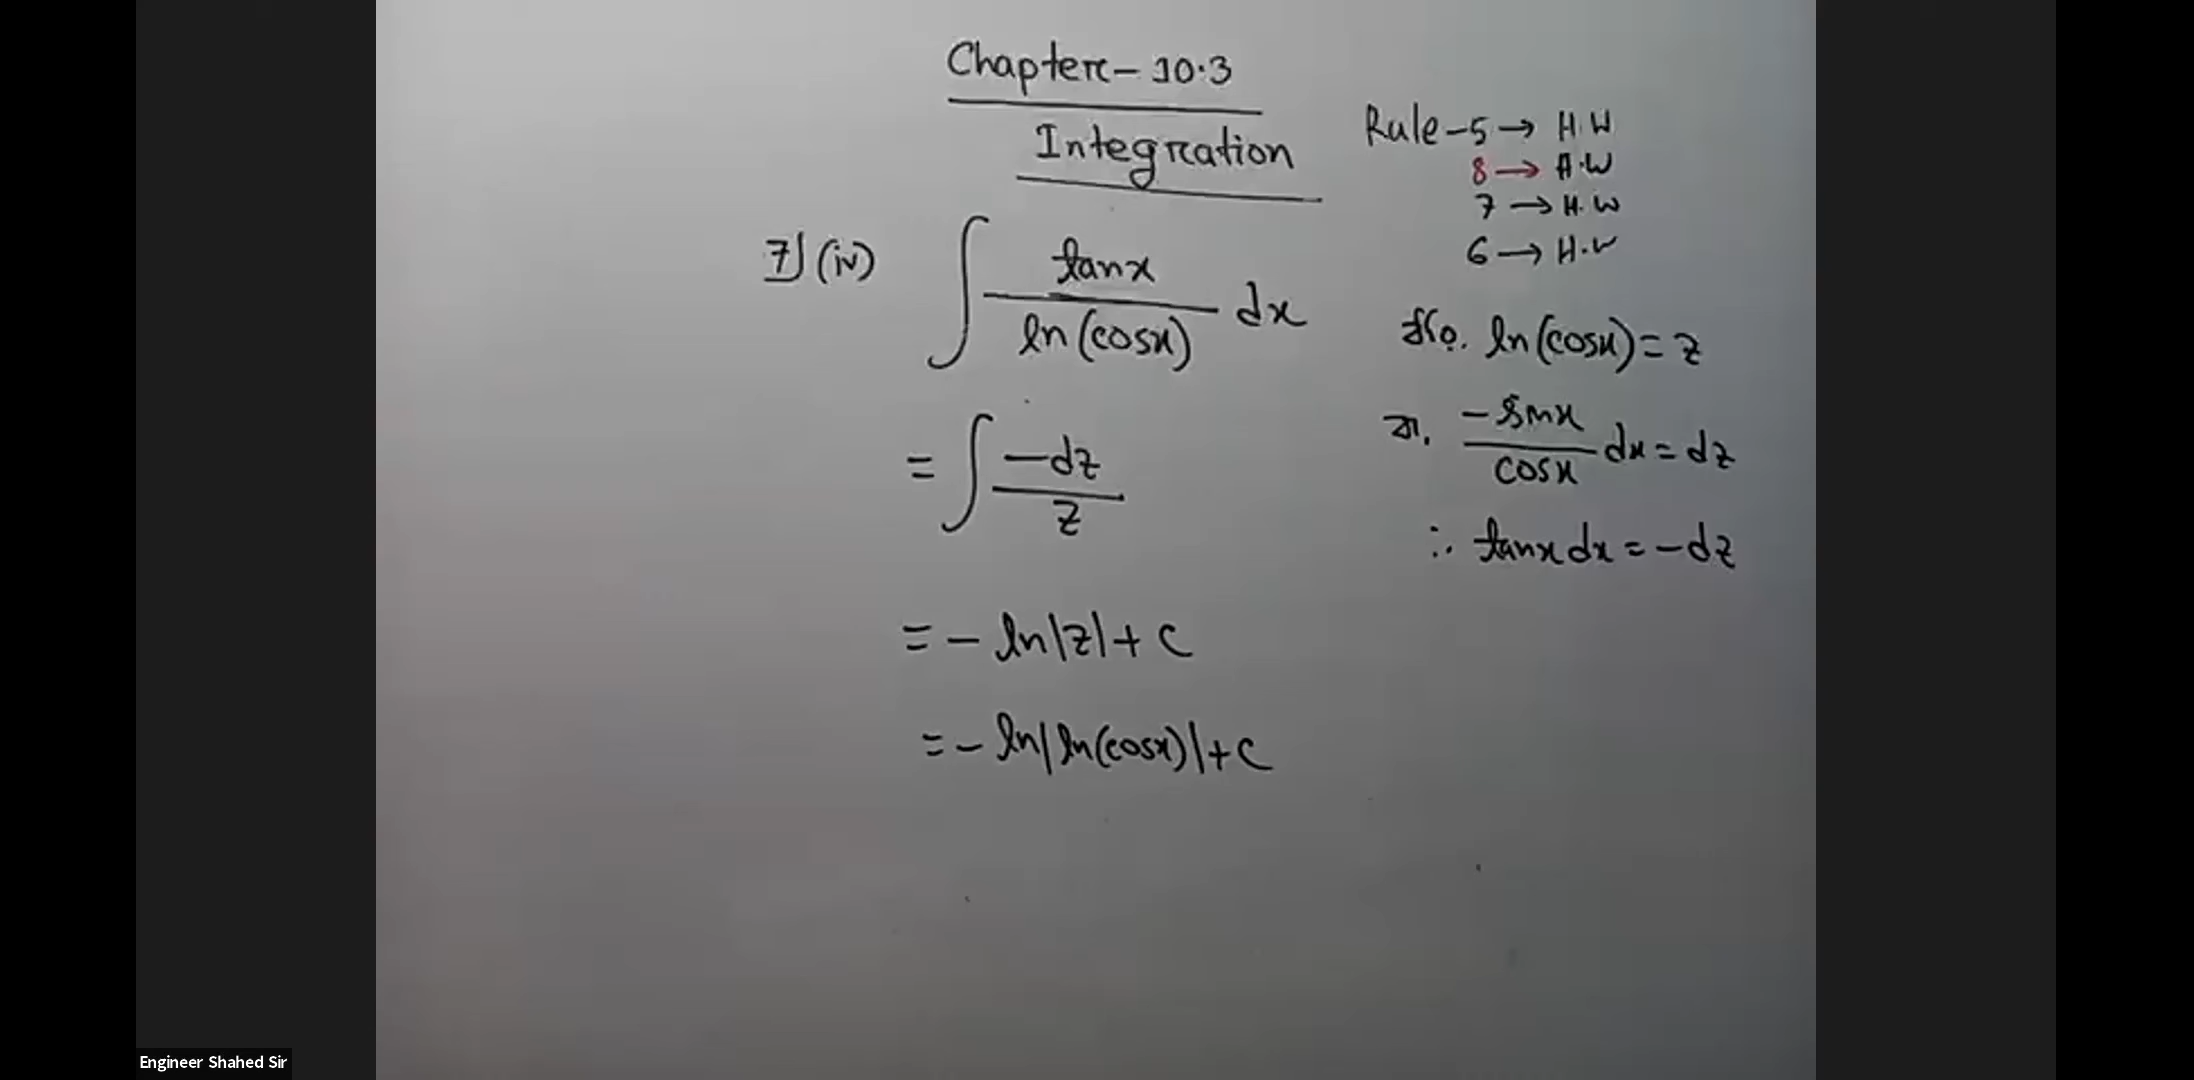 Chapter - 10.3
Integration
Rule-5 → H.W
8 → H.W
7 → H.W
6 → H.W
7) (iv) ∫ tanx / ln(cosx) dx
ধরি, ln(cosx) = z
বা, -sinx / cosx dx = dz
∴ tanx dx = -dz
= ∫ -dz / z
= - ln|z| + c
= - ln|ln(cosx)| + c
Engineer Shahed Sir